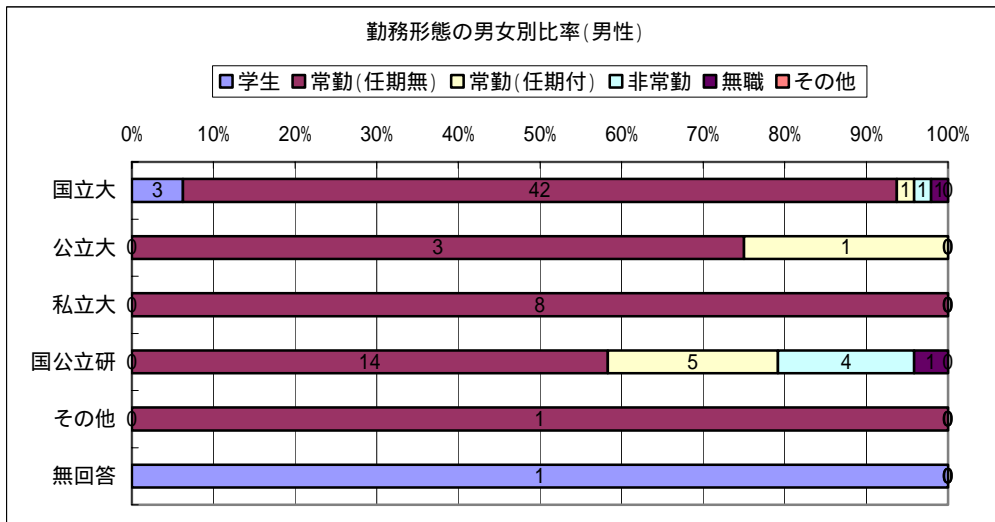 勤務形態の男女別比率(男性)
学生 常勤(任期無) 常勤(任期付) 非常勤 無職 その他
0% 10% 20% 30% 40% 50% 60% 70% 80% 90% 100%
国立大 3 42 1 1 1 0
公立大 0 3 1 0
私立大 0 8 0
国公立研 0 14 5 4 1 0
その他 0 1 0
無回答 1 0